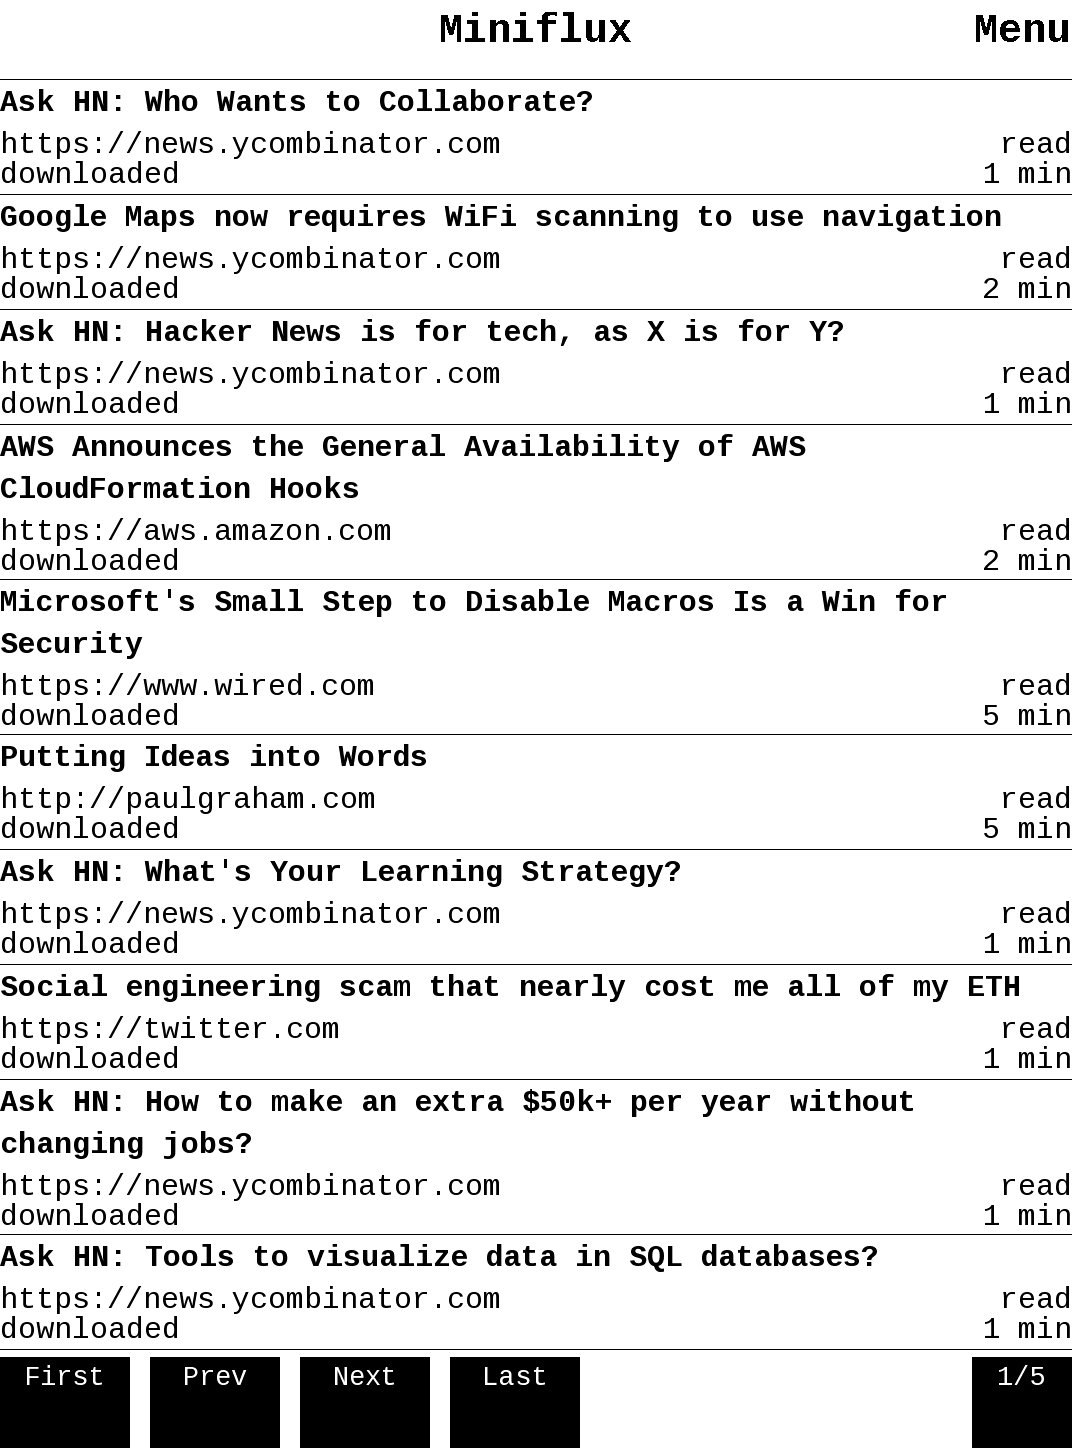 Miniflux Menu
Ask HN: Who Wants to Collaborate?
https://news.ycombinator.com read
downloaded 1 min
Google Maps now requires WiFi scanning to use navigation
https://news.ycombinator.com read
downloaded 2 min
Ask HN: Hacker News is for tech, as X is for Y?
https://news.ycombinator.com read
downloaded 1 min
AWS Announces the General Availability of AWS
CloudFormation Hooks
https://aws.amazon.com read
downloaded 2 min
Microsoft's Small Step to Disable Macros Is a Win for
Security
https://www.wired.com read
downloaded 5 min
Putting Ideas into Words
http://paulgraham.com read
downloaded 5 min
Ask HN: What's Your Learning Strategy?
https://news.ycombinator.com read
downloaded 1 min
Social engineering scam that nearly cost me all of my ETH
https://twitter.com read
downloaded 1 min
Ask HN: How to make an extra $50k+ per year without
changing jobs?
https://news.ycombinator.com read
downloaded 1 min
Ask HN: Tools to visualize data in SQL databases?
https://news.ycombinator.com read
downloaded 1 min
First Prev Next Last 1/5